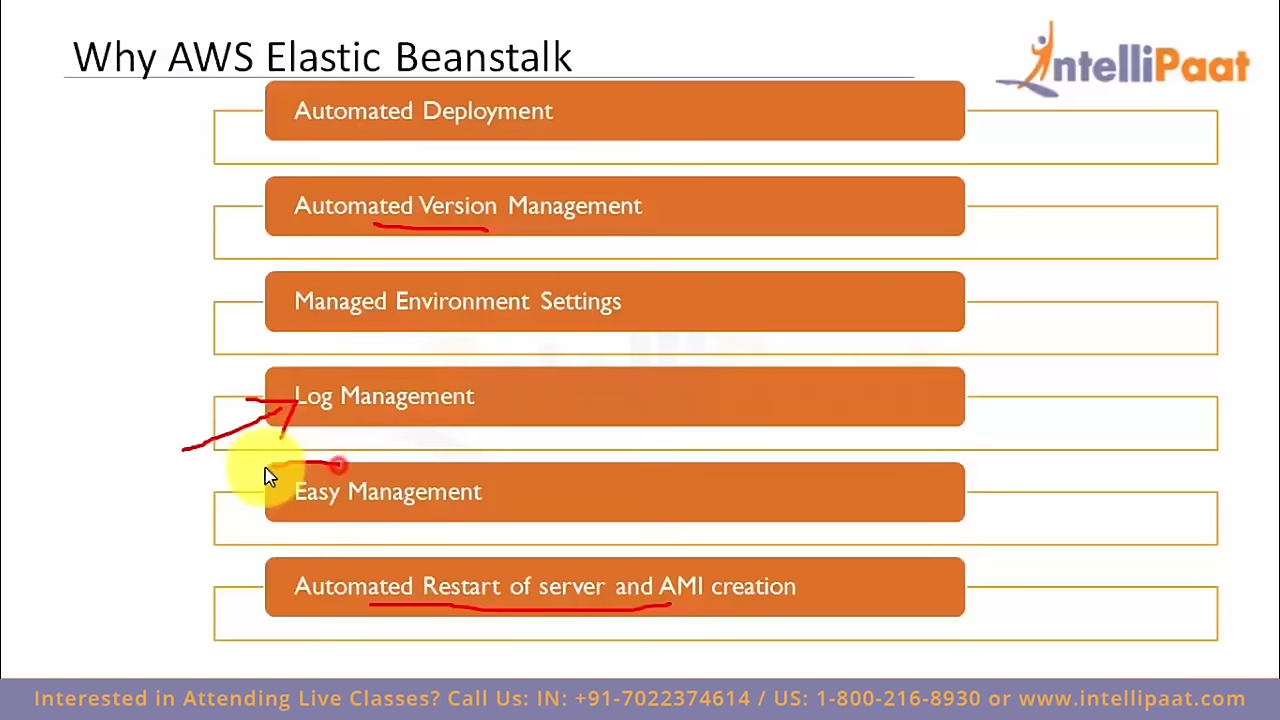 Why AWS Elastic Beanstalk
IntelliPaat
Automated Deployment
Automated Version Management
Managed Environment Settings
Log Management
Easy Management
Automated Restart of server and AMI creation
Interested in Attending Live Classes? Call Us: IN: +91-7022374614 / US: 1-800-216-8930 or www.intellipaat.com